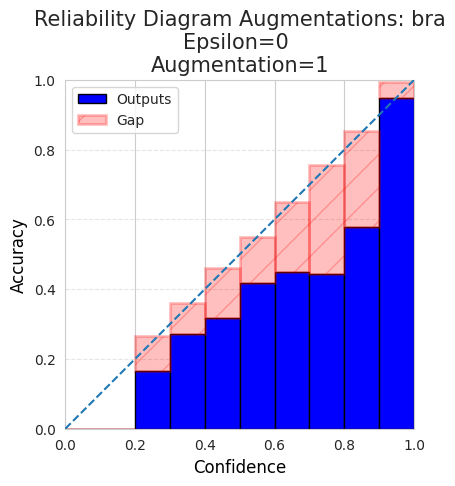 Reliability Diagram Augmentations: bra
Epsilon=0
Augmentation=1
Outputs
Gap
Accuracy
1.0
0.8
0.6
0.4
0.2
0.0
0.0 0.2 0.4 0.6 0.8 1.0
Confidence